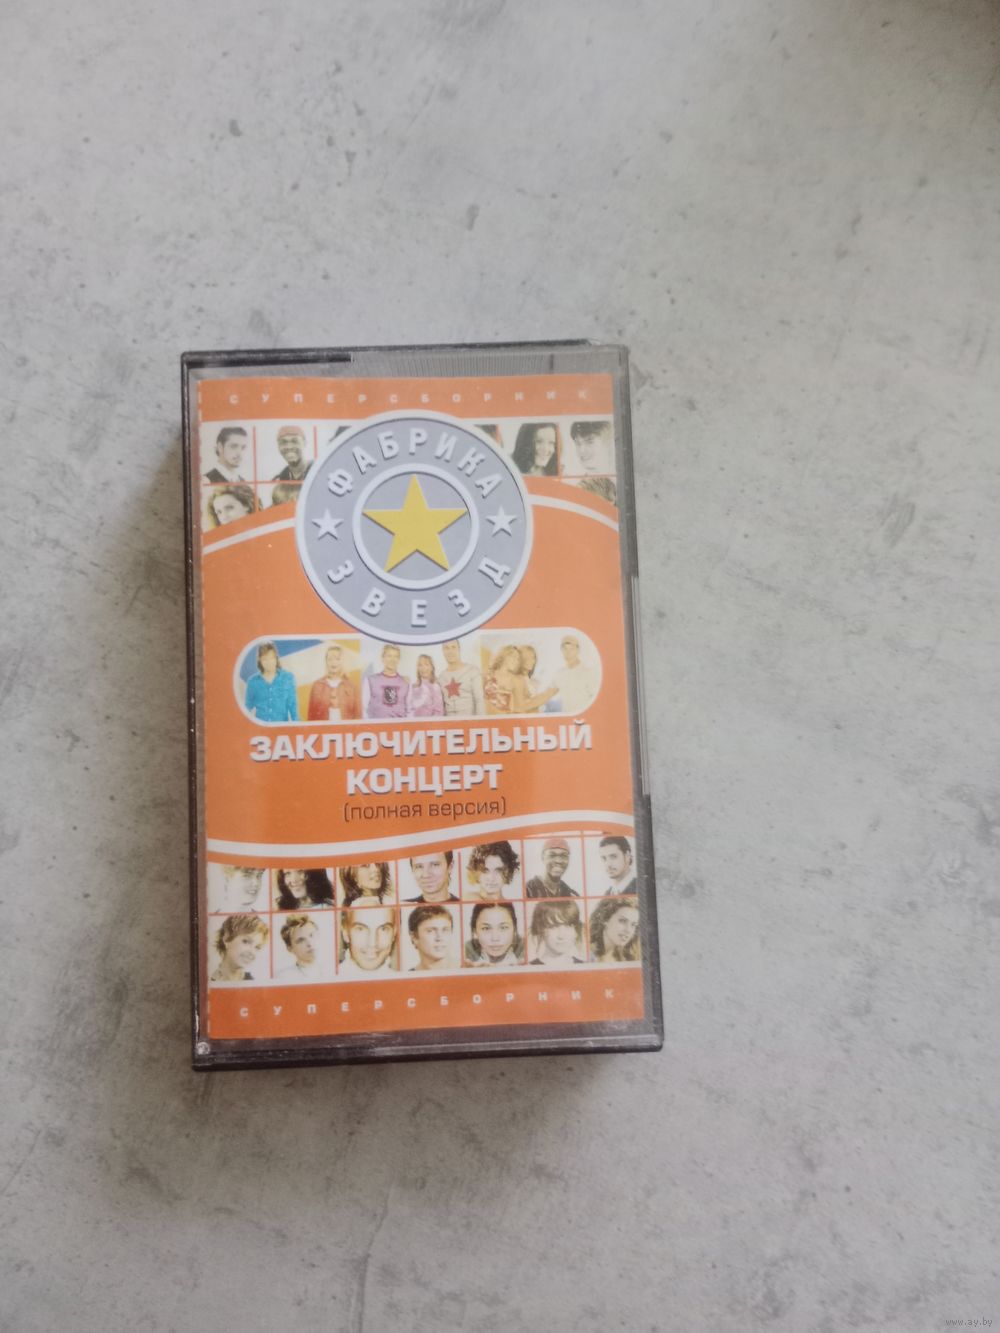 СУПЕРСБОРНИК
ФАБРИКА
ЗВЕЗД
ЗАКЛЮЧИТЕЛЬНЫЙ
КОНЦЕРТ
(полная версия)
СУПЕРСБОРНИК
www.ay.by